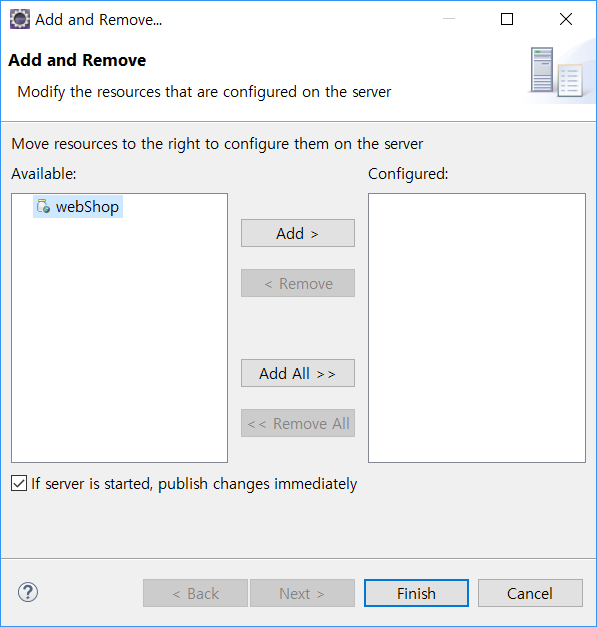 Add and Remove...
Add and Remove
Modify the resources that are configured on the server
Move resources to the right to configure them on the server
Available:
Configured:
webShop
Add >
< Remove
Add All >>
<< Remove All
If server is started, publish changes immediately
?
< Back
Next >
Finish
Cancel